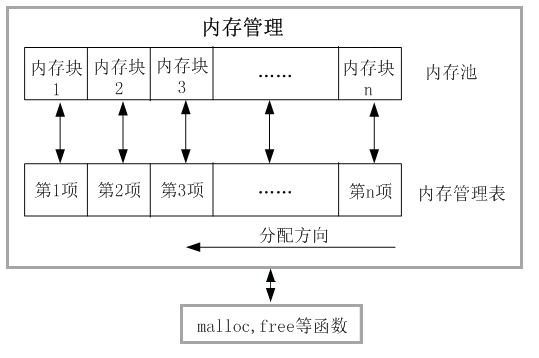 内存管理
内存块1 内存块2 内存块3 …… 内存块n 内存池
第1项 第2项 第3项 …… 第n项 内存管理表
分配方向
malloc,free等函数